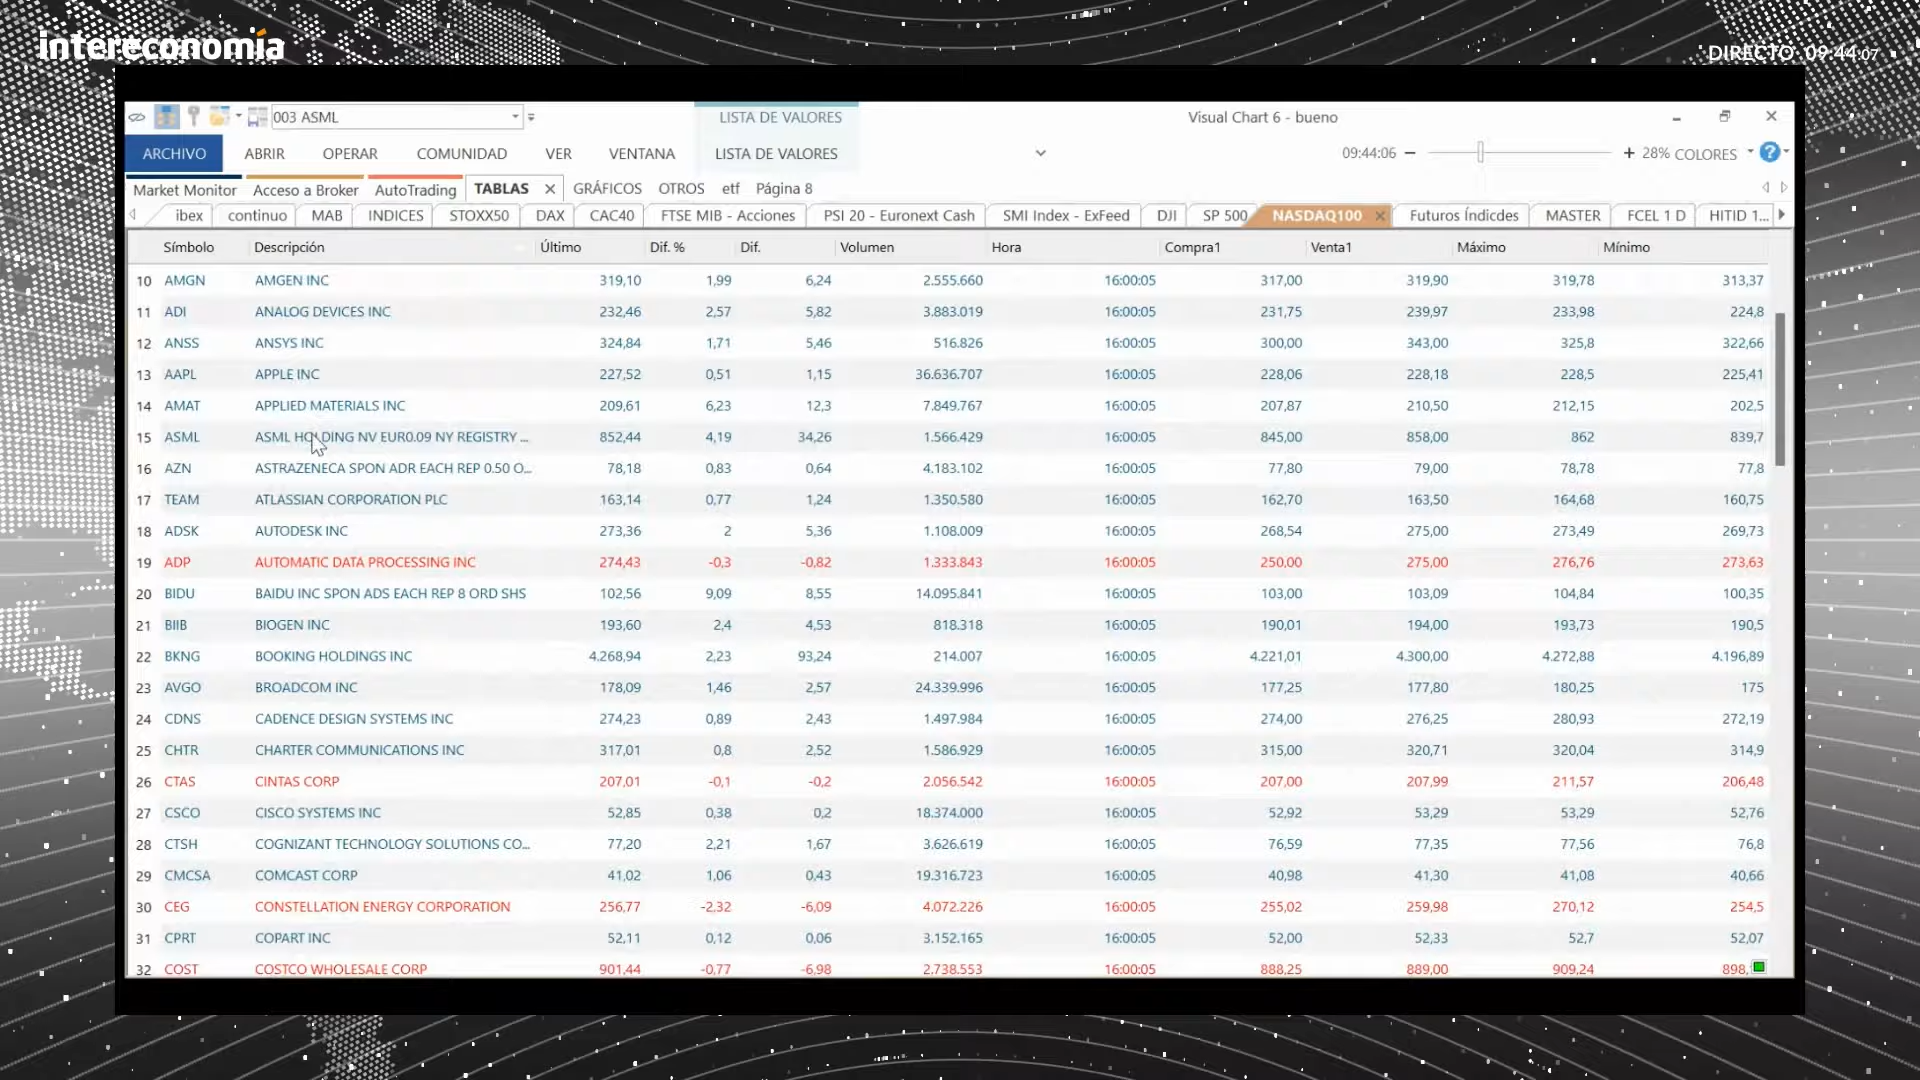 intereconomía
DIRECTO 09:44:07
003 ASML
LISTA DE VALORES
Visual Chart 6 - bueno
ARCHIVO ABRIR OPERAR COMUNIDAD VER VENTANA LISTA DE VALORES 09:44:06 28% COLORES
Market Monitor Acceso a Broker AutoTrading TABLAS GRÁFICOS OTROS etf Página 8
ibex continuo MAB INDICES STOXX50 DAX CAC40 FTSE MIB - Acciones PSI 20 - Euronext Cash SMI Index - ExFeed DJI SP 500 NASDAQ100 Futuros Índicdes MASTER FCEL 1 D HITID 1...
Símbolo Descripción Último Dif. % Dif. Volumen Hora Compra1 Venta1 Máximo Mínimo
10 AMGN AMGEN INC 319,10 1,99 6,24 2.555.660 16:00:05 317,00 319,90 319,78 313,37
11 ADI ANALOG DEVICES INC 232,46 2,57 5,82 3.883.019 16:00:05 231,75 239,97 233,98 224,8
12 ANSS ANSYS INC 324,84 1,71 5,46 516.826 16:00:05 300,00 343,00 325,8 322,66
13 AAPL APPLE INC 227,52 0,51 1,15 36.636.707 16:00:05 228,06 228,18 228,5 225,41
14 AMAT APPLIED MATERIALS INC 209,61 6,23 12,3 7.849.767 16:00:05 207,87 210,50 212,15 202,5
15 ASML ASML HOLDING NV EUR0.09 NY REGISTRY ... 852,44 4,19 34,26 1.566.429 16:00:05 845,00 858,00 862 839,7
16 AZN ASTRAZENECA SPON ADR EACH REP 0.50 O... 78,18 0,83 0,64 4.183.102 16:00:05 77,80 79,00 78,78 77,8
17 TEAM ATLASSIAN CORPORATION PLC 163,14 0,77 1,24 1.350.580 16:00:05 162,70 163,50 164,68 160,75
18 ADSK AUTODESK INC 273,36 2 5,36 1.108.009 16:00:05 268,54 275,00 273,49 269,73
19 ADP AUTOMATIC DATA PROCESSING INC 274,43 -0,3 -0,82 1.333.843 16:00:05 250,00 275,00 276,76 273,63
20 BIDU BAIDU INC SPON ADS EACH REP 8 ORD SHS 102,56 9,09 8,55 14.095.841 16:00:05 103,00 103,09 104,84 100,35
21 BIIB BIOGEN INC 193,60 2,4 4,53 818.318 16:00:05 190,01 194,00 193,73 190,5
22 BKNG BOOKING HOLDINGS INC 4.268,94 2,23 93,24 214.007 16:00:05 4.221,01 4.300,00 4.272,88 4.196,89
23 AVGO BROADCOM INC 178,09 1,46 2,57 24.339.996 16:00:05 177,25 177,80 180,25 175
24 CDNS CADENCE DESIGN SYSTEMS INC 274,23 0,89 2,43 1.497.984 16:00:05 274,00 276,25 280,93 272,19
25 CHTR CHARTER COMMUNICATIONS INC 317,01 0,8 2,52 1.586.929 16:00:05 315,00 320,71 320,04 314,9
26 CTAS CINTAS CORP 207,01 -0,1 -0,2 2.056.542 16:00:05 207,00 207,99 211,57 206,48
27 CSCO CISCO SYSTEMS INC 52,85 0,38 0,2 18.374.000 16:00:05 52,92 53,29 53,29 52,76
28 CTSH COGNIZANT TECHNOLOGY SOLUTIONS CO... 77,20 2,21 1,67 3.626.619 16:00:05 76,59 77,35 77,56 76,8
29 CMCSA COMCAST CORP 41,02 1,06 0,43 19.316.723 16:00:05 40,98 41,30 41,08 40,66
30 CEG CONSTELLATION ENERGY CORPORATION 256,77 -2,32 -6,09 4.072.226 16:00:05 255,02 259,98 270,12 254,5
31 CPRT COPART INC 52,11 0,12 0,06 3.152.165 16:00:05 52,00 52,33 52,7 52,07
32 COST COSTCO WHOLESALE CORP 901,44 -0,77 -6,98 2.738.553 16:00:05 888,25 889,00 909,24 898,